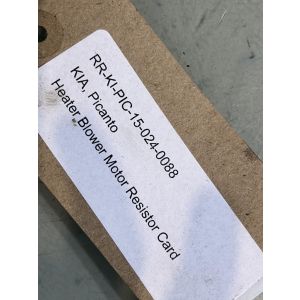 RR-KI-PIC-15-024-0088
KIA, Picanto
Heater Blower Motor Resistor Card